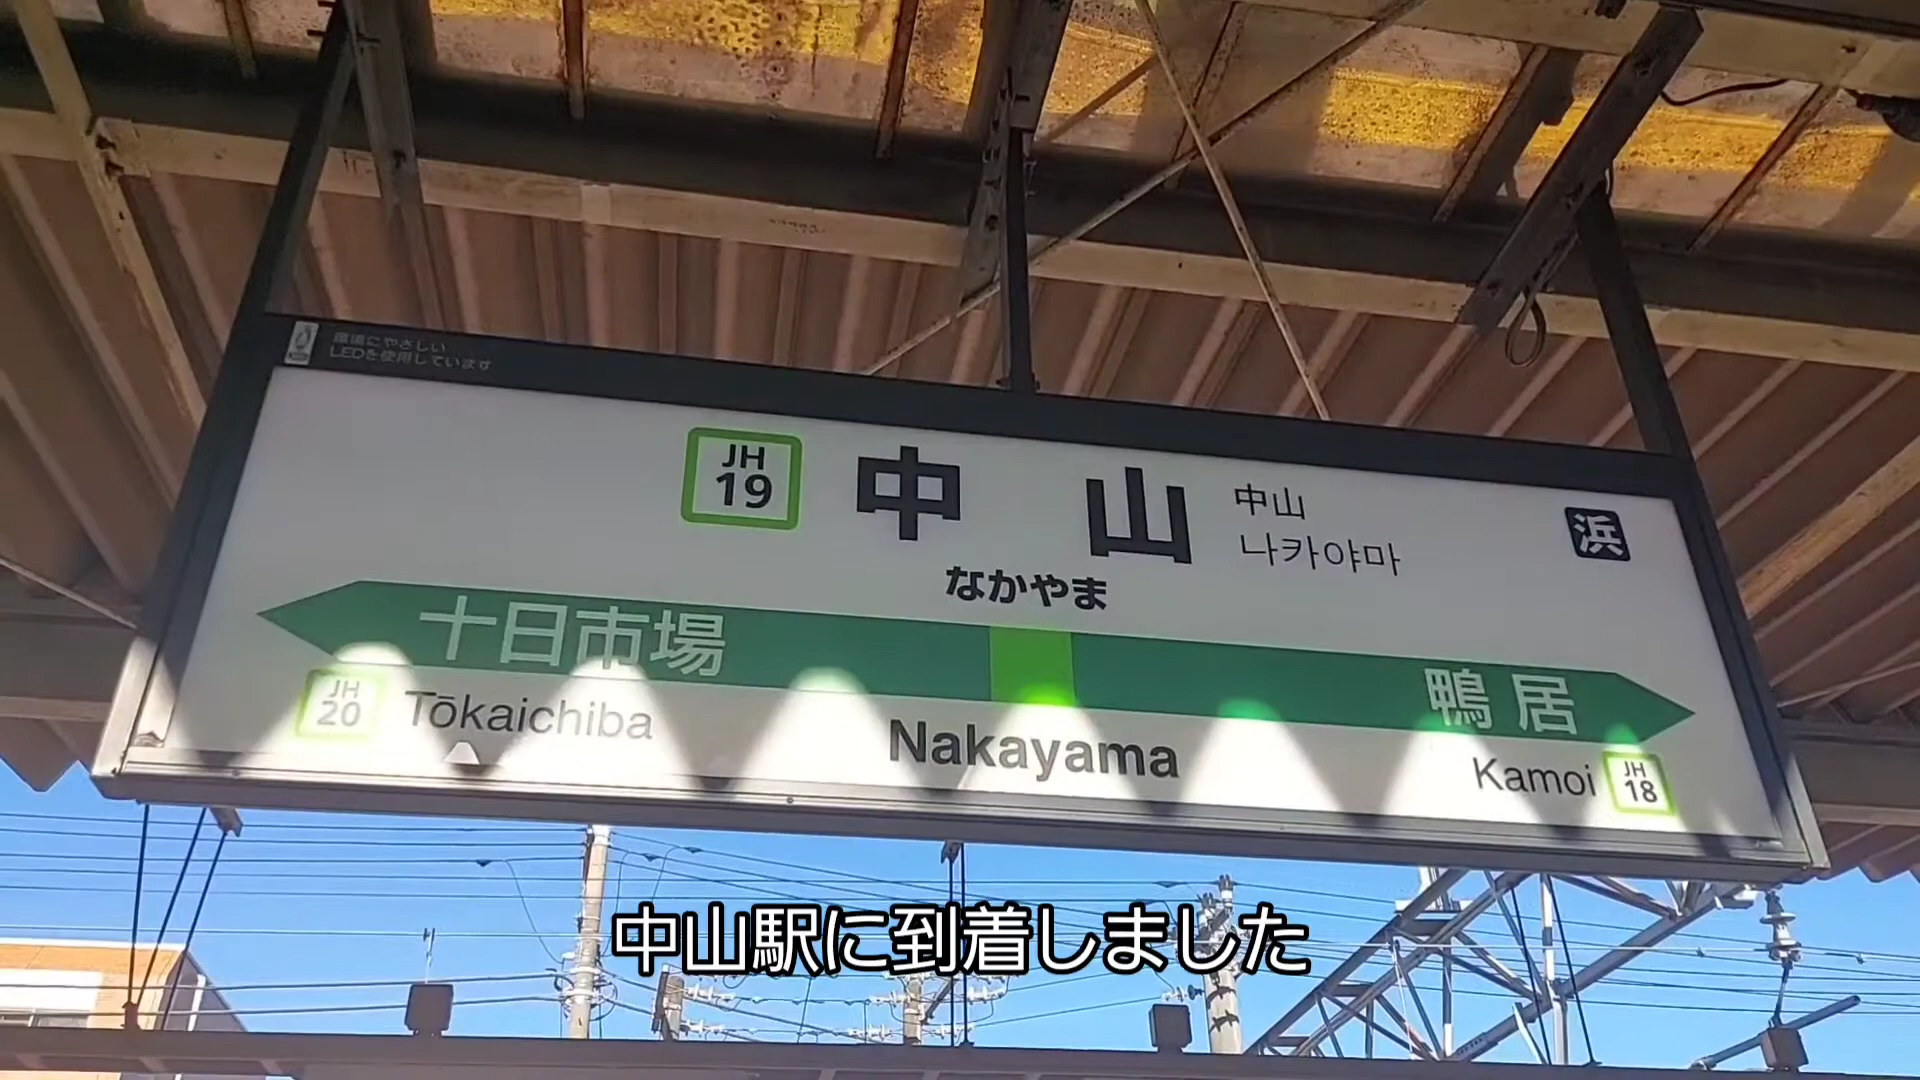 環境にやさしい
LEDを使用しています
JH
19
中山
中山
나카야마
浜
なかやま
十日市場
鴨居
JH
20
Tōkaichiba
Nakayama
Kamoi
JH
18
中山駅に到着しました